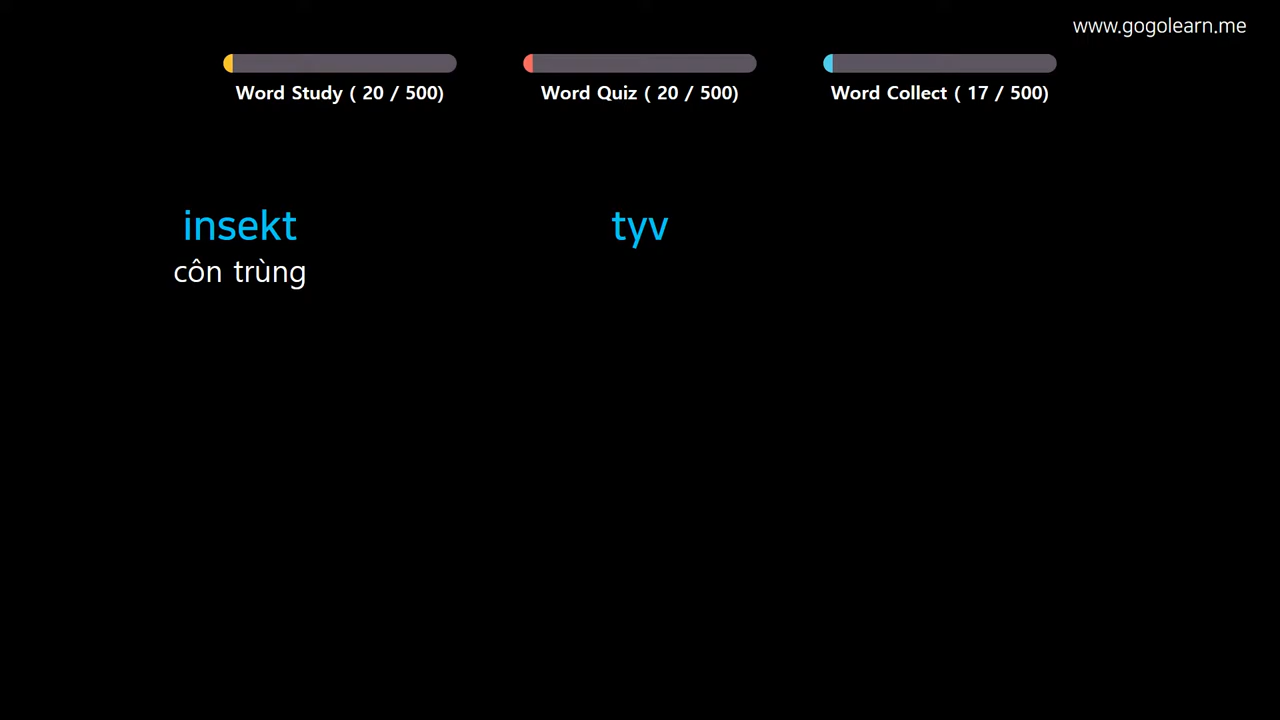 www.gogolearn.me
Word Study ( 20 / 500)
Word Quiz ( 20 / 500)
Word Collect ( 17 / 500)
insekt
côn trùng
tyv